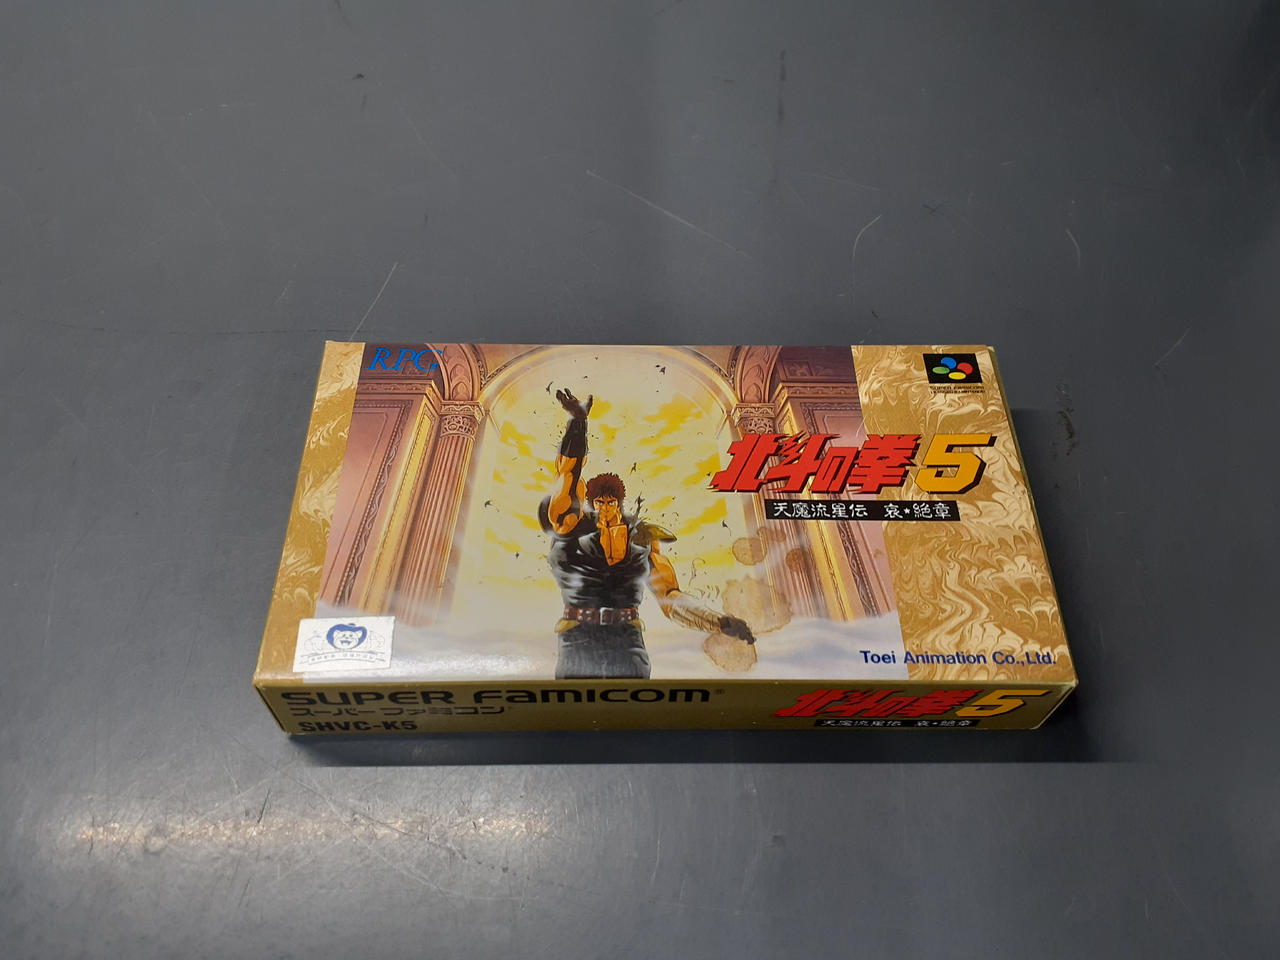 RPG
SUPER FAMICOM
北斗の拳5
天魔流星伝 哀★絶章
Toei Animation Co.,Ltd.
SUPER FAMICOM®
スーパーファミコン®
SHVC-K5
北斗の拳5
天魔流星伝 哀★絶章